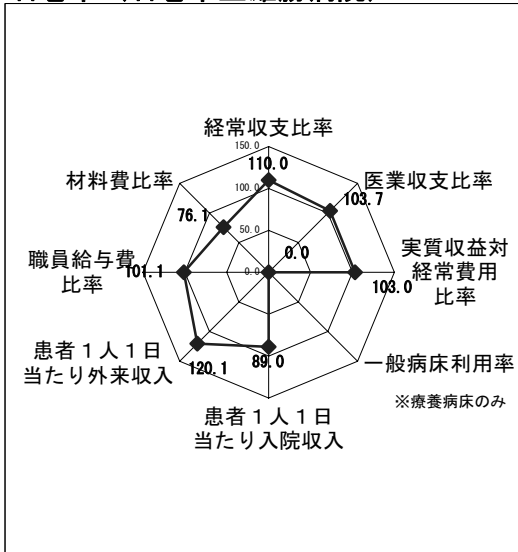 経常収支比率
150.0
110.0
材料費比率
医業収支比率
100.0
103.7
76.1
50.0
0.0
職員給与費
比率
101.1
0.0
実質収益対
経常費用
比率
103.0
患者１人１日
当たり外来収入
120.1
89.0
一般病床利用率
※療養病床のみ
患者１人１日
当たり入院収入